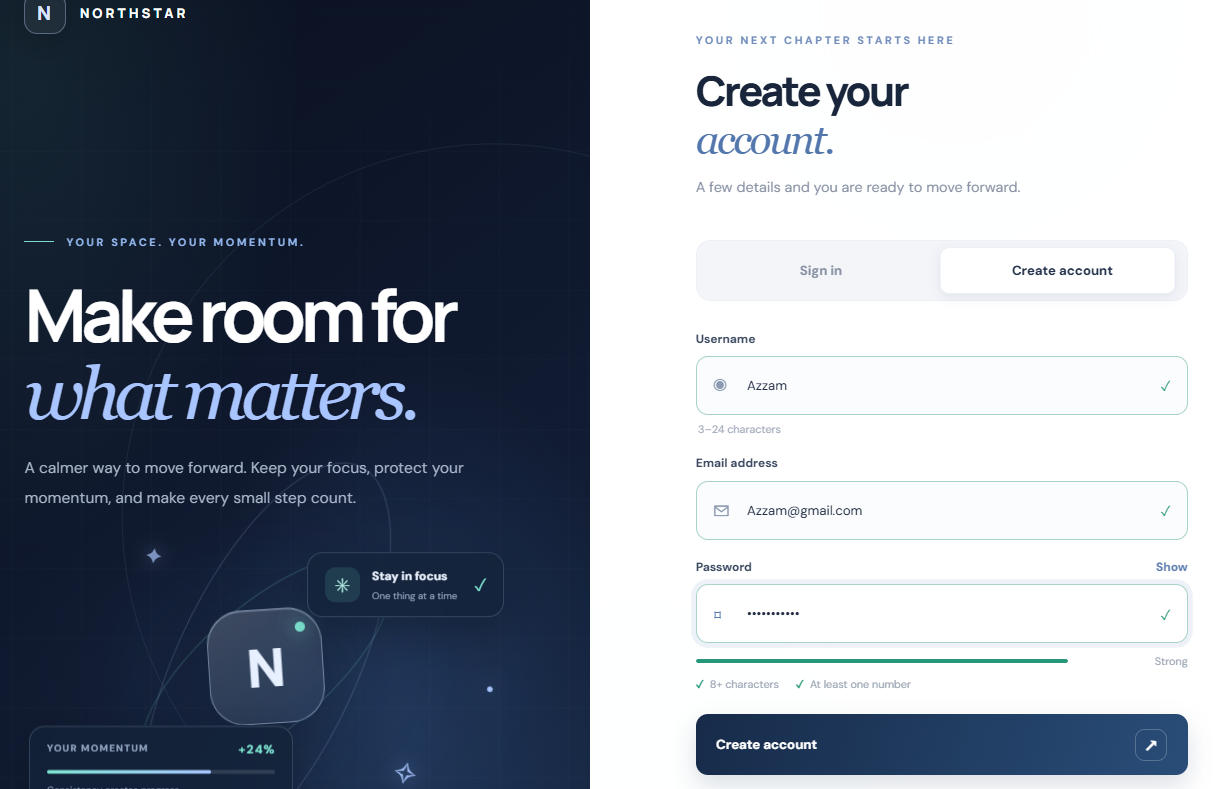 N NORTHSTAR
YOUR SPACE. YOUR MOMENTUM.
Make room for
what matters.
A calmer way to move forward. Keep your focus, protect your
momentum, and make every small step count.
Stay in focus
One thing at a time
N
YOUR MOMENTUM +24%
YOUR NEXT CHAPTER STARTS HERE
Create your
account.
A few details and you are ready to move forward.
Sign in Create account
Username
Azzam
3–24 characters
Email address
Azzam@gmail.com
Password Show
•••••••••••
Strong
✓ 8+ characters ✓ At least one number
Create account